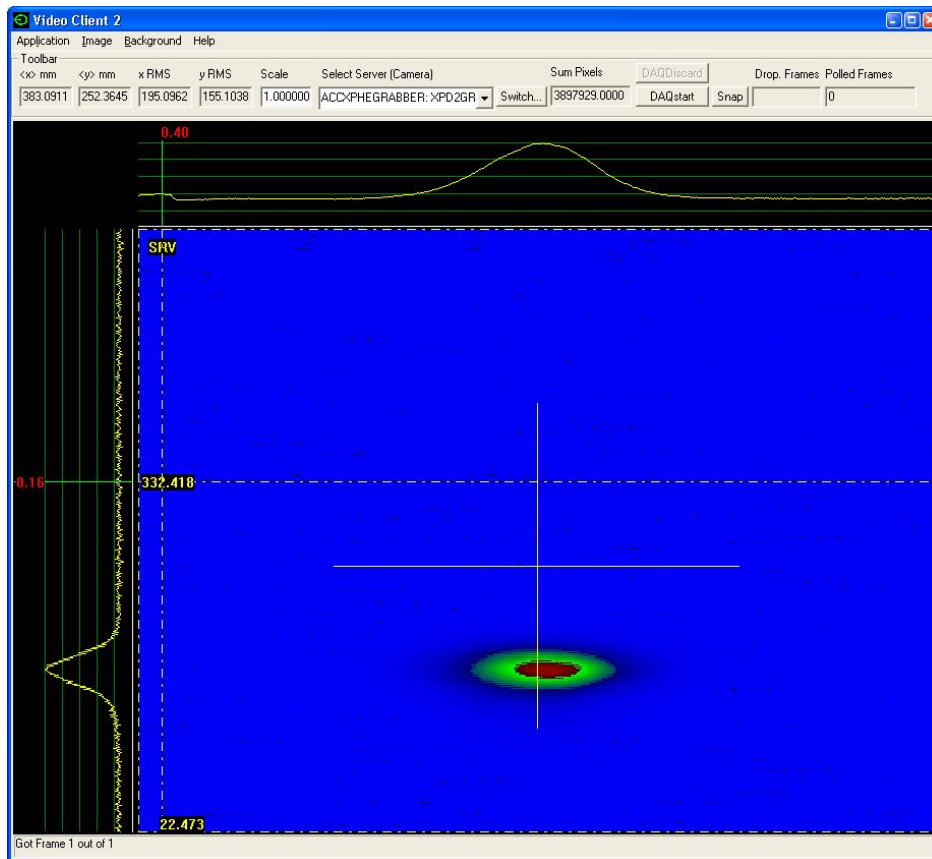 Video Client 2
Application Image Background Help
Toolbar
<x> mm <y> mm x RMS y RMS Scale Select Server (Camera) Sum Pixels DAQDiscard Drop. Frames Polled Frames
383.0911 252.3645 195.0962 155.1038 1.000000 ACCXPHEGRABBER: XPD2GR Switch... 3897929.0000 DAQstart Snap 0
0.40
SRV
0.16 332.418
22.473
Got Frame 1 out of 1